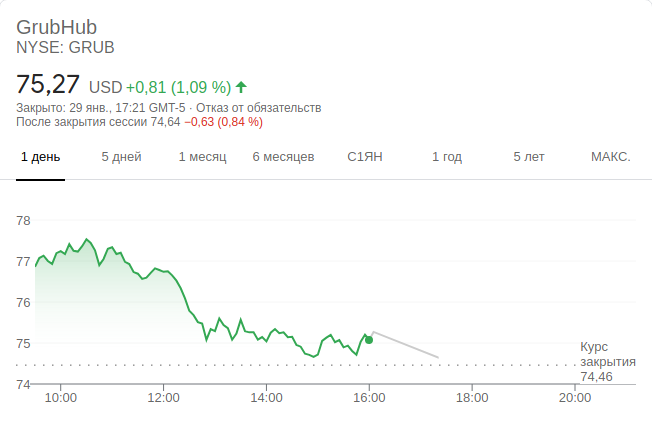 GrubHub
NYSE: GRUB
75,27 USD +0,81 (1,09 %)
Закрыто: 29 янв., 17:21 GMT-5 · Отказ от обязательств
После закрытия сессии 74,64 −0,63 (0,84 %)
1 день 5 дней 1 месяц 6 месяцев С1ЯН 1 год 5 лет МАКС.
78
77
76
75
74
Курс
закрытия
74,46
10:00 12:00 14:00 16:00 18:00 20:00